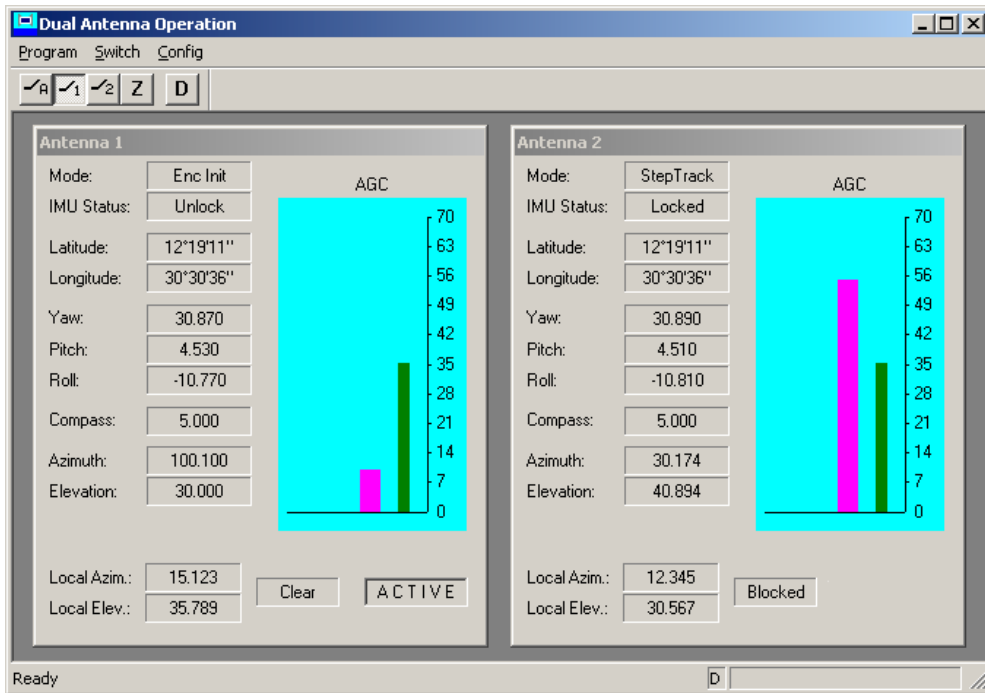 Dual Antenna Operation
Program Switch Config
A 1 2 Z D
Antenna 1
Mode: Enc Init
IMU Status: Unlock
Latitude: 12°19'11''
Longitude: 30°30'36''
Yaw: 30.870
Pitch: 4.530
Roll: -10.770
Compass: 5.000
Azimuth: 100.100
Elevation: 30.000
AGC
70
63
56
49
42
35
28
21
14
7
0
Local Azim.: 15.123
Local Elev.: 35.789
Clear
ACTIVE
Antenna 2
Mode: StepTrack
IMU Status: Locked
Latitude: 12°19'11''
Longitude: 30°30'36''
Yaw: 30.890
Pitch: 4.510
Roll: -10.810
Compass: 5.000
Azimuth: 30.174
Elevation: 40.894
AGC
70
63
56
49
42
35
28
21
14
7
0
Local Azim.: 12.345
Local Elev.: 30.567
Blocked
Ready D